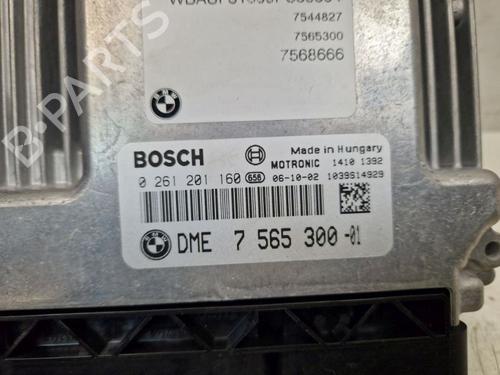 7544827
7565300
7568666
B-PARTS
BOSCH
Made in Hungary
MOTRONIC 1410 1392
0 261 201 160 656 06-10-02 1039S14929
DME 7 565 300-01